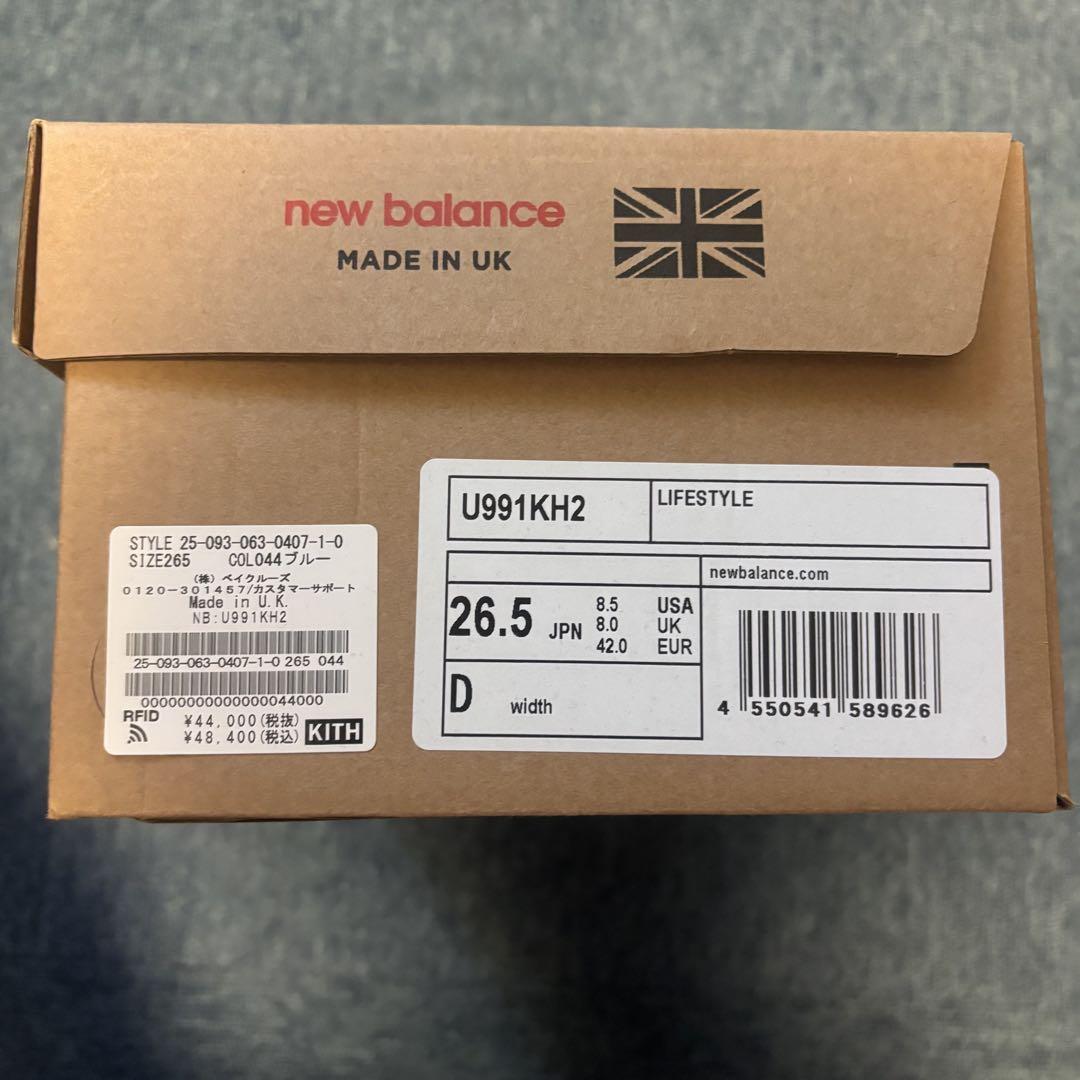 new balance
MADE IN UK
STYLE 25-093-063-0407-1-0
SIZE265 COL044ブルー
（株）ベイクルーズ
0120-301457/カスタマーサポート
Made in U.K.
NB:U991KH2
25-093-063-0407-1-0 265 044
00000000000000044000
RFID
¥44,000(税抜)
¥48,400(税込)
KITH
U991KH2
LIFESTYLE
newbalance.com
26.5 JPN
8.5 USA
8.0 UK
42.0 EUR
D width
4 550541 589626